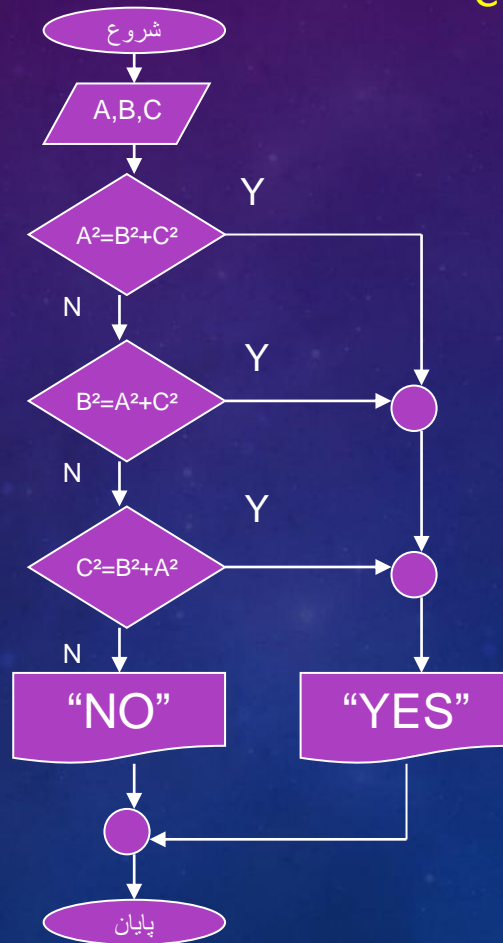 شروع
A,B,C
Y
A²=B²+C²
N
Y
B²=A²+C²
N
Y
C²=B²+A²
N
“NO”
“YES”
پایان